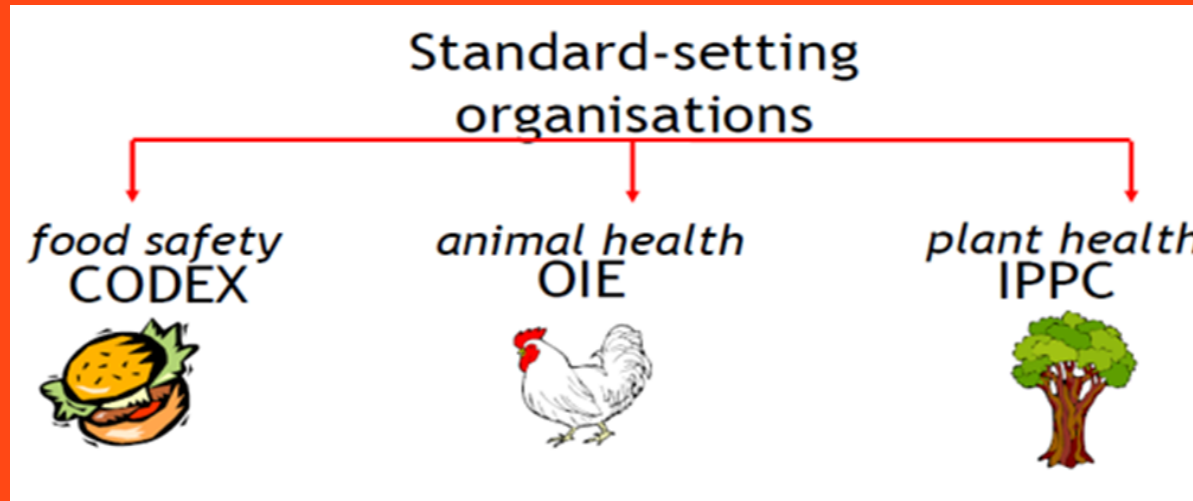 Standard-setting
organisations
food safety
CODEX
animal health
OIE
plant health
IPPC